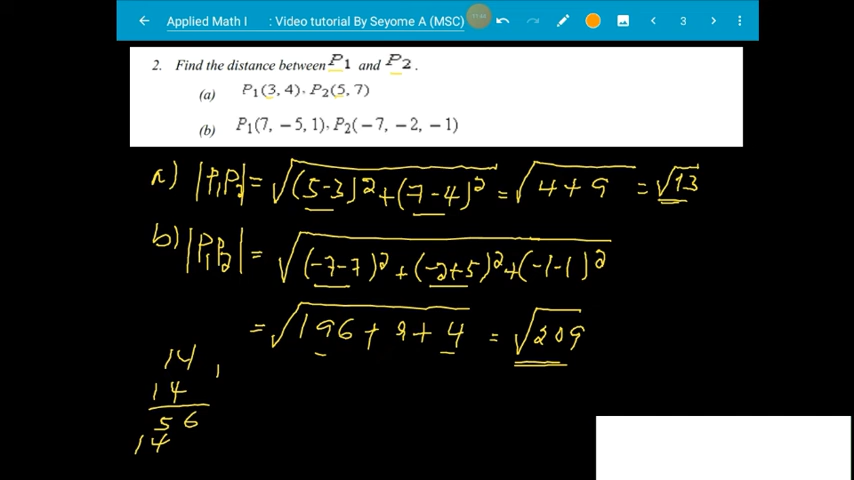 Applied Math I : Video tutorial By Seyome A (MSC)
3
2. Find the distance between P1 and P2 .
(a) P1(3, 4), P2(5, 7)
(b) P1(7, −5, 1), P2(−7, −2, −1)
a) |P₁P₂| = √((5-3)² + (7-4)²) = √(4+9) = √13
b) |P₁P₂| = √((-7-7)² + (-2+5)² + (-1-1)²)
= √(196 + 9 + 4) = √209
14
14
56
14